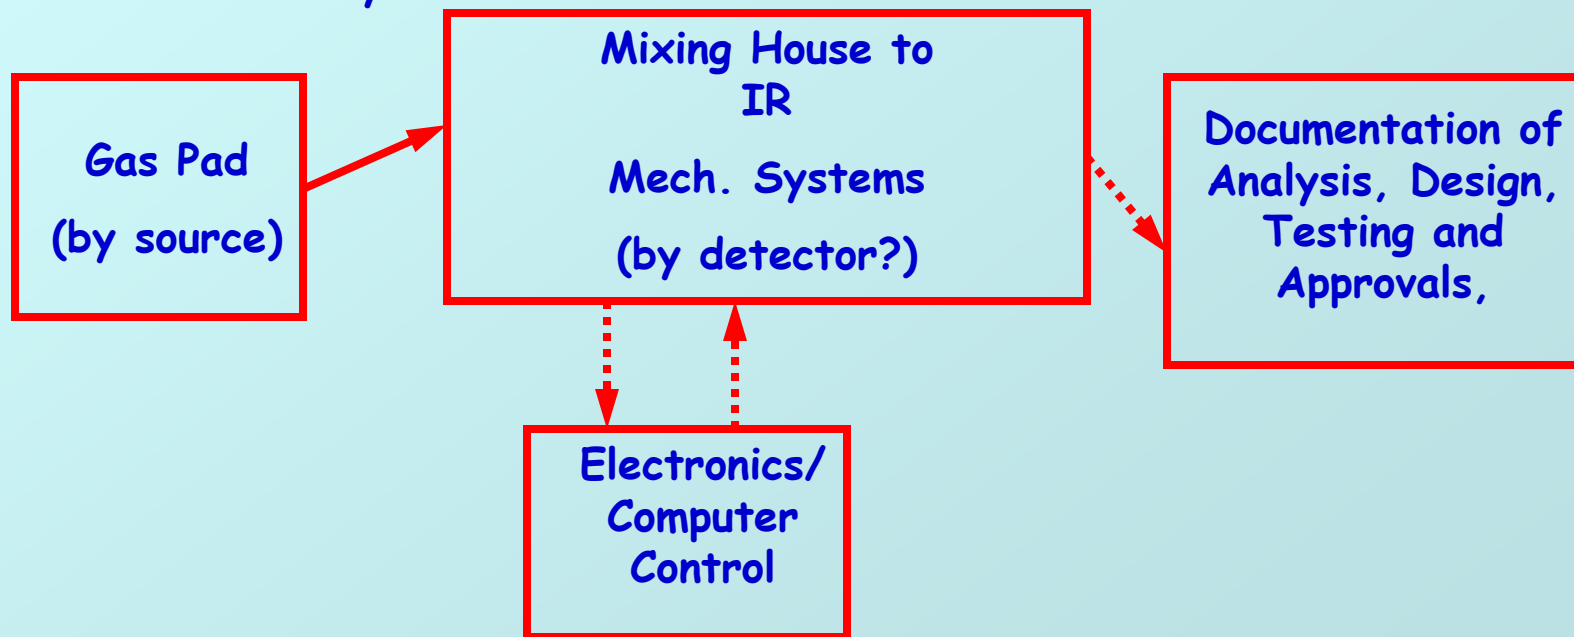 Gas Pad
(by source)
Mixing House to
IR
Mech. Systems
(by detector?)
Documentation of
Analysis, Design,
Testing and
Approvals,
Electronics/
Computer
Control